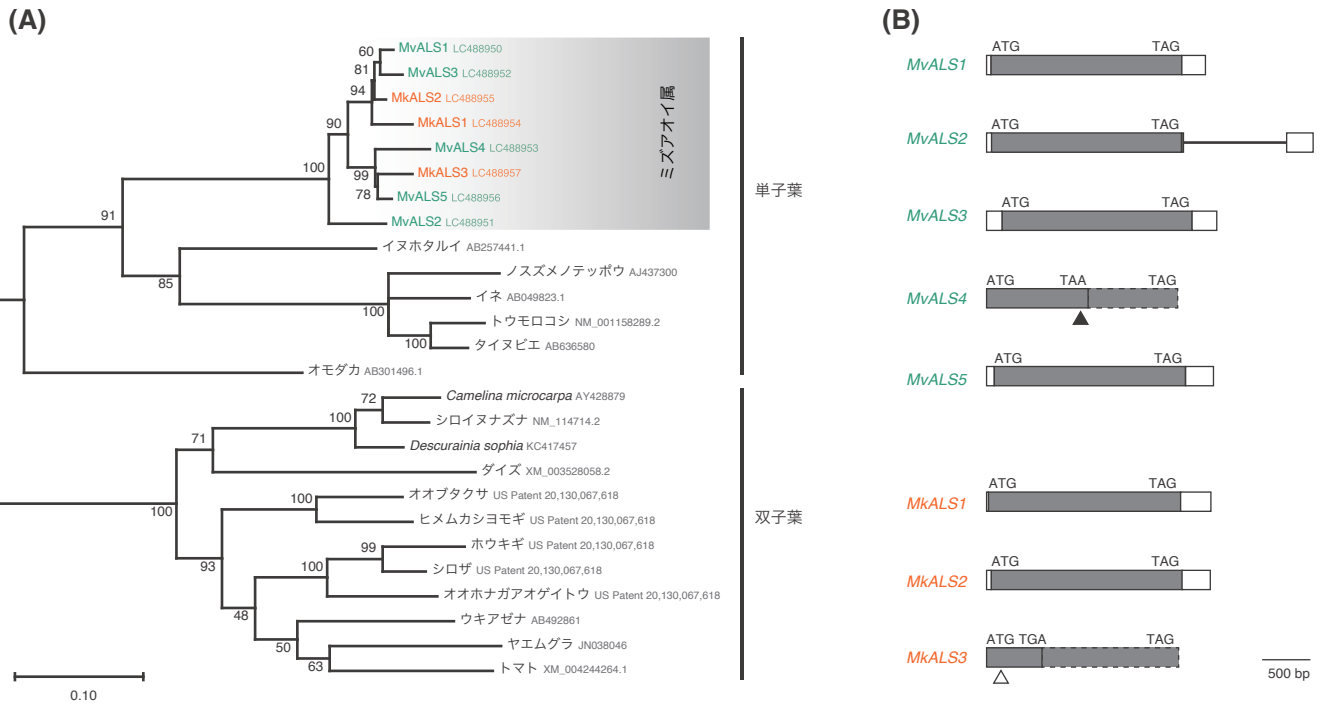 (A)
60
MvALS1 LC488950
81
MvALS3 LC488952
94
MkALS2 LC488955
90
MkALS1 LC488954
MvALS4 LC488953
100
99
MkALS3 LC488957
78
MvALS5 LC488956
MvALS2 LC488951
ミズアオイ属
91
イヌホタルイ AB257441.1
85
ノスズメノテッポウ AJ437300
イネ AB049823.1
100
トウモロコシ NM_001158289.2
100
タイヌビエ AB636580
オモダカ AB301496.1
単子葉
72
Camelina microcarpa AY428879
100
シロイヌナズナ NM_114714.2
71
Descurainia sophia KC417457
ダイズ XM_003528058.2
100
100
オオブタクサ US Patent 20,130,067,618
ヒメムカシヨモギ US Patent 20,130,067,618
93
99
ホウキギ US Patent 20,130,067,618
100
シロザ US Patent 20,130,067,618
オオホナガアオゲイトウ US Patent 20,130,067,618
48
ウキアゼナ AB492861
50
ヤエムグラ JN038046
63
トマト XM_004244264.1
双子葉
0.10
(B)
ATG TAG
MvALS1
ATG TAG
MvALS2
ATG TAG
MvALS3
ATG TAA TAG
MvALS4
ATG TAG
MvALS5
ATG TAG
MkALS1
ATG TAG
MkALS2
ATG TGA TAG
MkALS3
500 bp